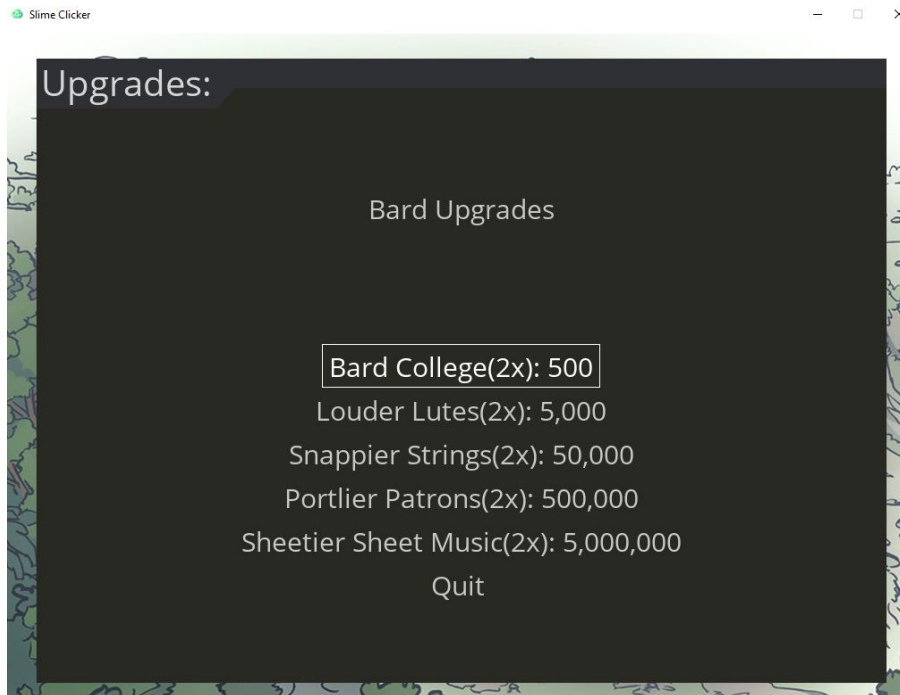 Slime Clicker
Upgrades:
Bard Upgrades
Bard College(2x): 500
Louder Lutes(2x): 5,000
Snappier Strings(2x): 50,000
Portlier Patrons(2x): 500,000
Sheetier Sheet Music(2x): 5,000,000
Quit